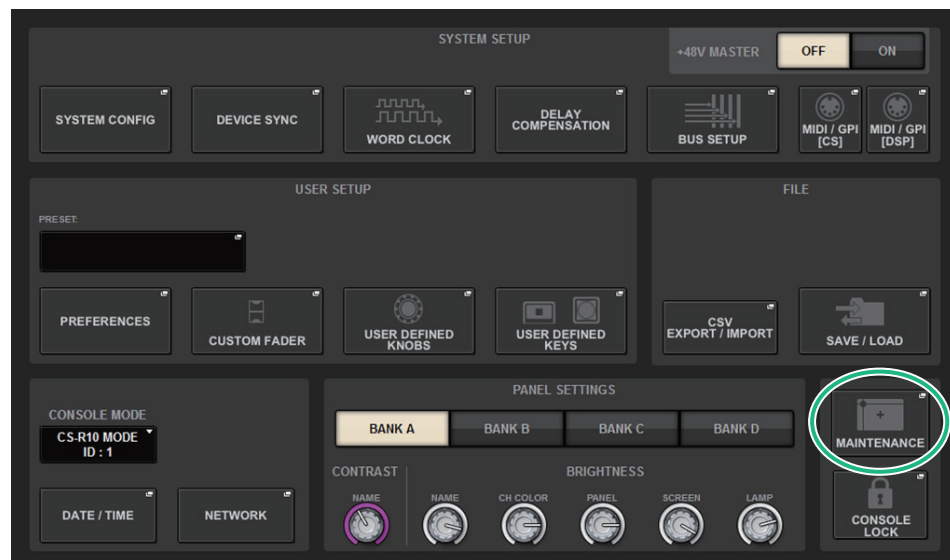 SYSTEM SETUP
+48V MASTER
OFF
ON
SYSTEM CONFIG
DEVICE SYNC
WORD CLOCK
DELAY
COMPENSATION
BUS SETUP
MIDI / GPI
[CS]
MIDI / GPI
[DSP]
USER SETUP
PRESET:
PREFERENCES
CUSTOM FADER
USER DEFINED
KNOBS
USER DEFINED
KEYS
FILE
CSV
EXPORT / IMPORT
SAVE / LOAD
CONSOLE MODE
CS-R10 MODE
ID : 1
DATE / TIME
NETWORK
PANEL SETTINGS
BANK A
BANK B
BANK C
BANK D
CONTRAST
BRIGHTNESS
NAME
NAME
CH COLOR
PANEL
SCREEN
LAMP
MAINTENANCE
CONSOLE
LOCK